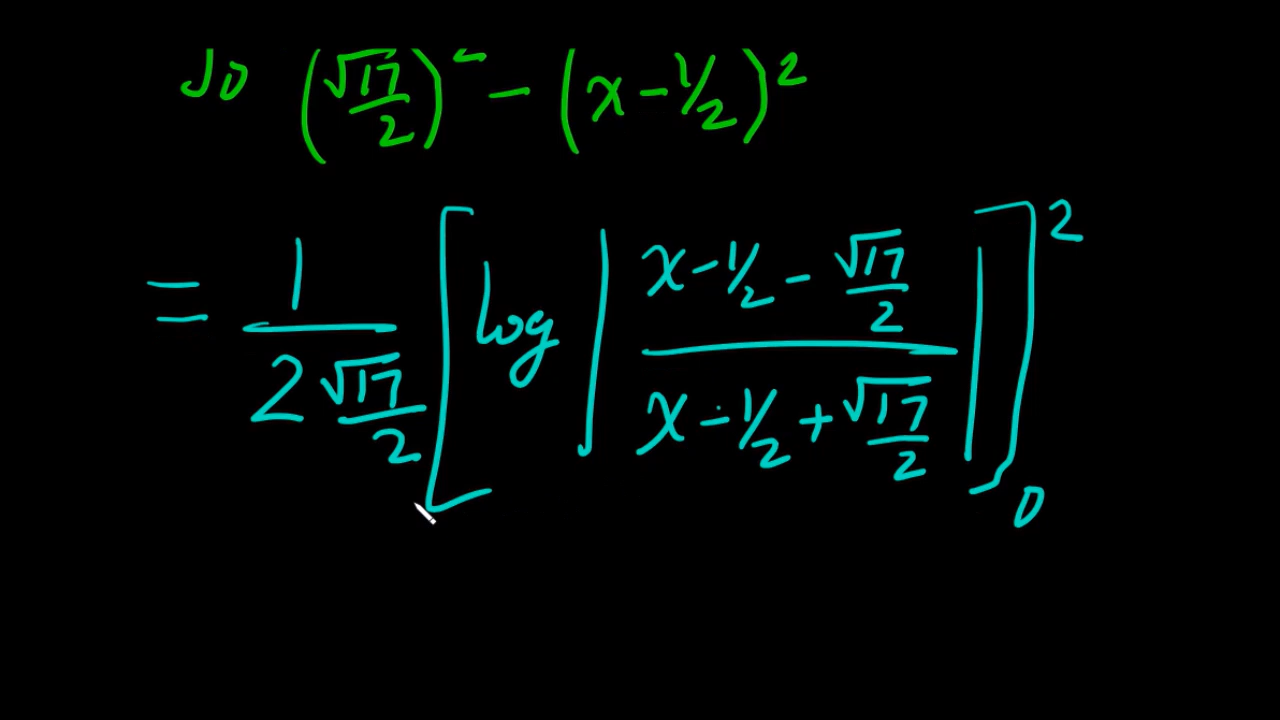 ∫0 (√17/2)² − (x−1/2)²
= 1/(2 √17/2) [log | (x − 1/2 − √17/2)/(x − 1/2 + √17/2) |]₀²